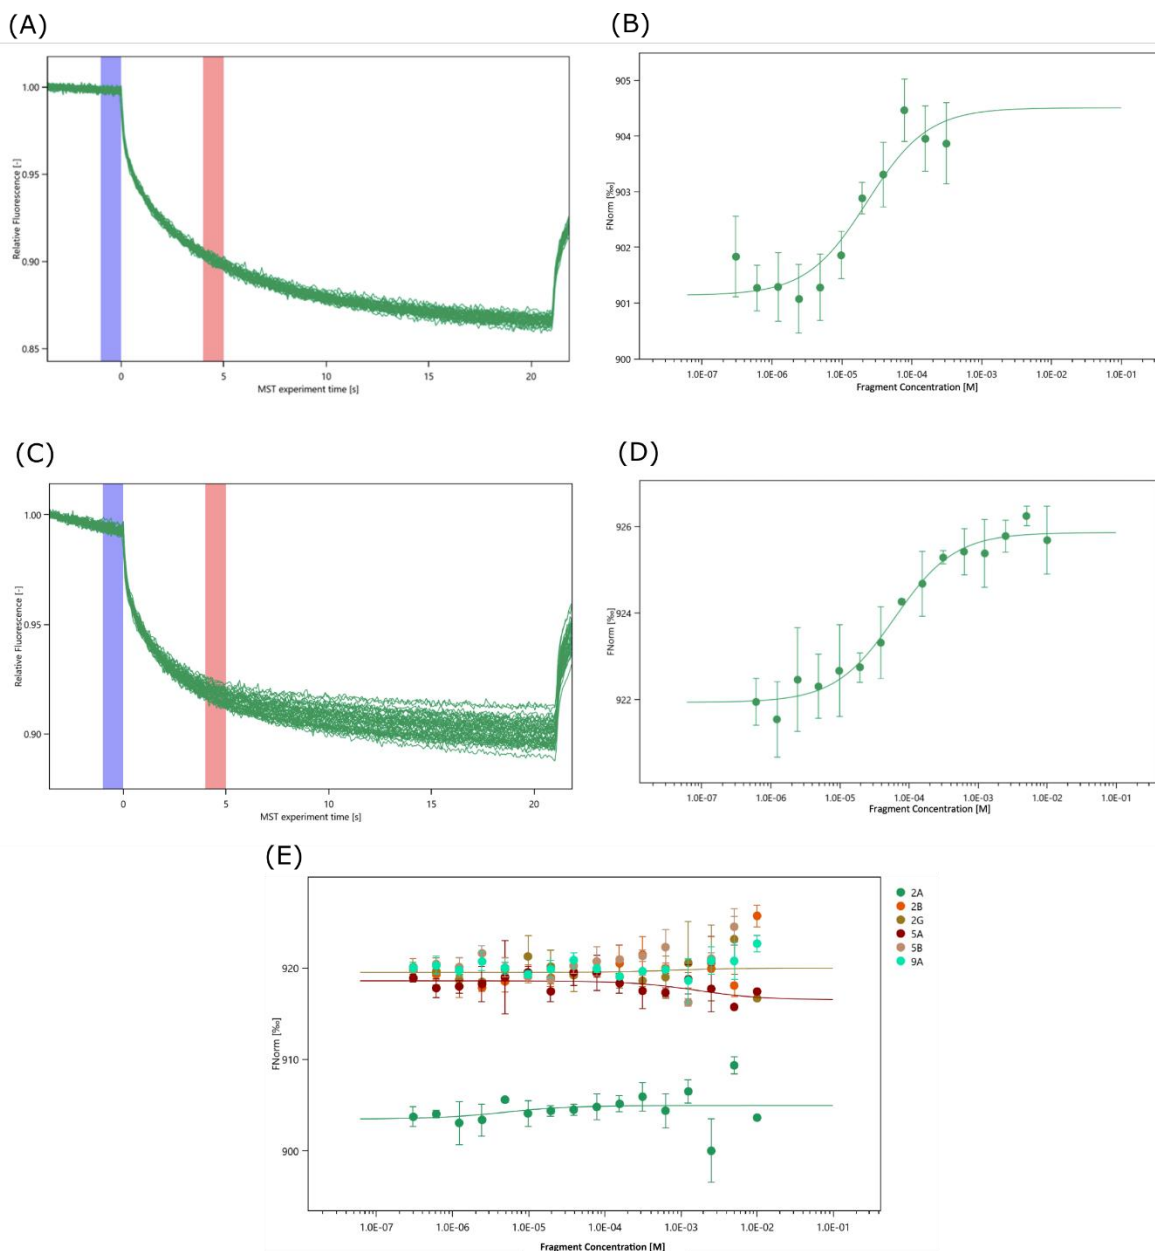 (A)
1.00
0.95
0.90
0.85
Relative Fluorescence [-]
0
5
10
15
20
MST experiment time [s]
(B)
905
904
903
902
901
900
FNorm [‰]
1.0E-07
1.0E-06
1.0E-05
1.0E-04
1.0E-03
1.0E-02
1.0E-01
Fragment Concentration [M]
(C)
1.00
0.95
0.90
Relative Fluorescence [-]
0
5
10
15
20
MST experiment time [s]
(D)
926
924
922
FNorm [‰]
1.0E-07
1.0E-06
1.0E-05
1.0E-04
1.0E-03
1.0E-02
1.0E-01
Fragment Concentration [M]
(E)
920
910
900
FNorm [‰]
1.0E-07
1.0E-06
1.0E-05
1.0E-04
1.0E-03
1.0E-02
1.0E-01
Fragment Concentration [M]
2A
2B
2G
5A
5B
9A